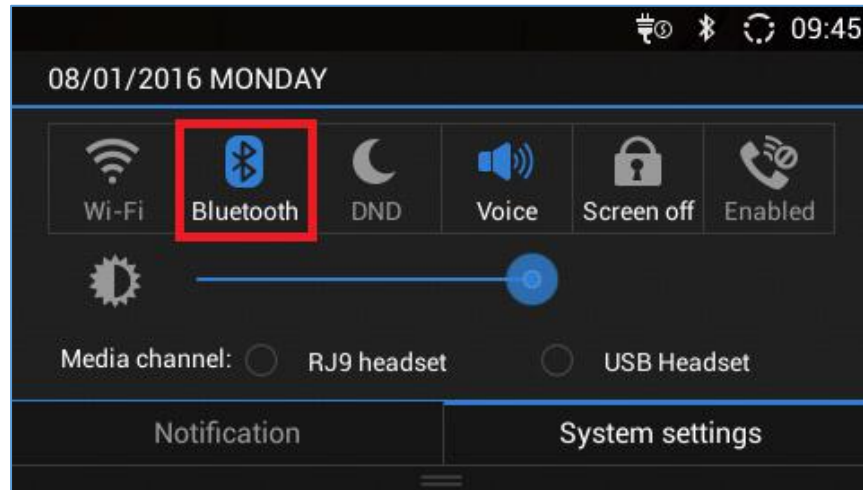 09:45
08/01/2016 MONDAY
Wi-Fi Bluetooth DND Voice Screen off Enabled
Media channel: RJ9 headset USB Headset
Notification System settings